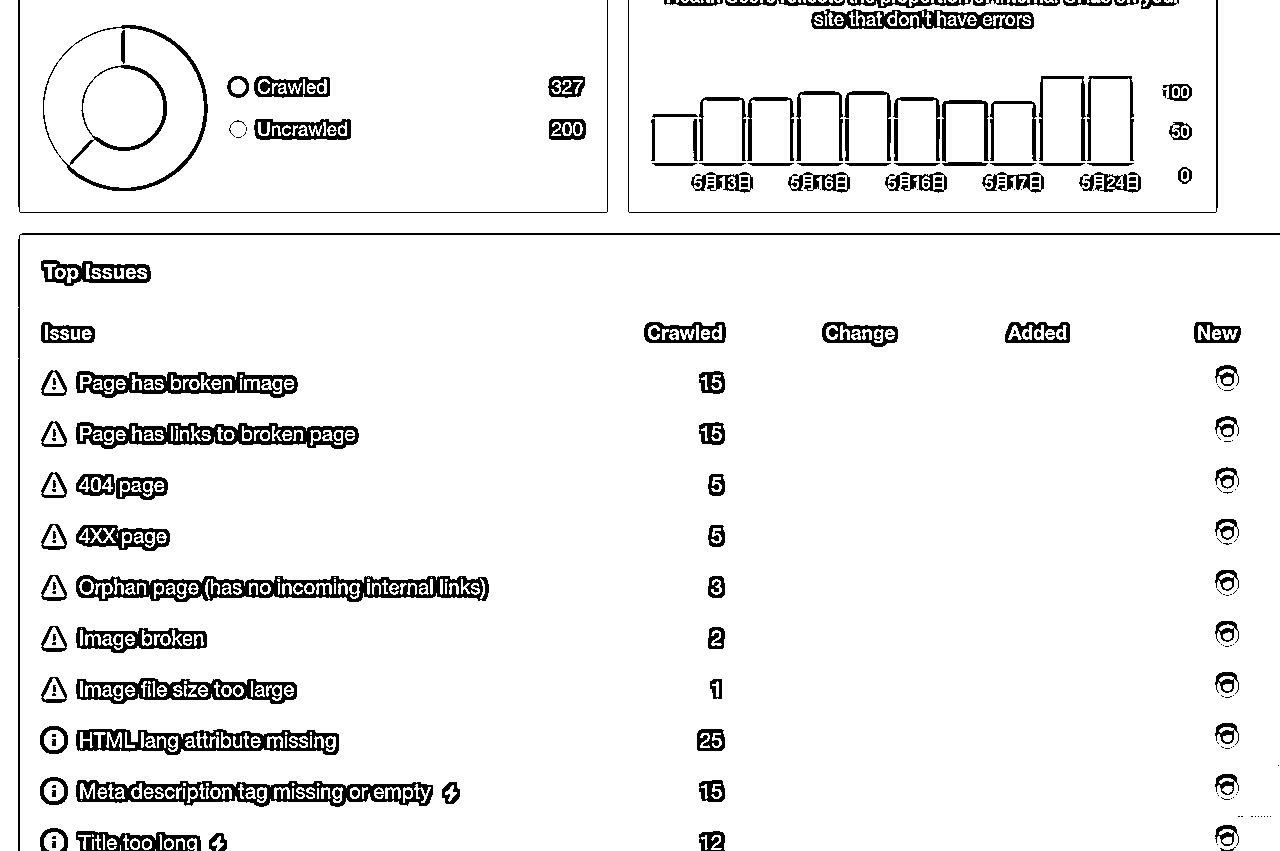 site that don't have errors
Crawled 327
Uncrawled 200
100
50
0
5月13日 5月16日 5月16日 5月17日 5月24日
Top Issues
Issue Crawled Change Added New
Page has broken image 15
Page has links to broken page 15
404 page 5
4XX page 5
Orphan page (has no incoming internal links) 3
Image broken 2
Image file size too large 1
HTML lang attribute missing 25
Meta description tag missing or empty 15
Title too long 12